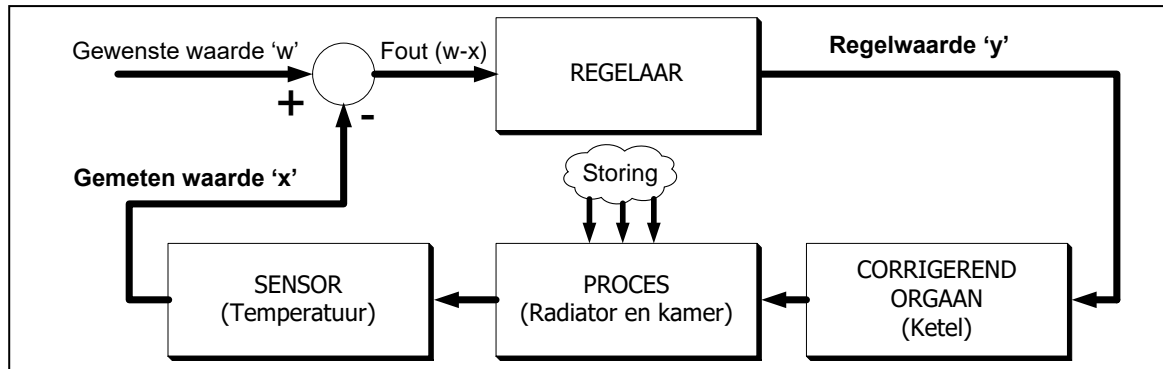 Gewenste waarde ‘w’
+
-
Fout (w-x)
REGELAAR
Regelwaarde ‘y’
Gemeten waarde ‘x’
Storing
SENSOR
(Temperatuur)
PROCES
(Radiator en kamer)
CORRIGEREND
ORGAAN
(Ketel)